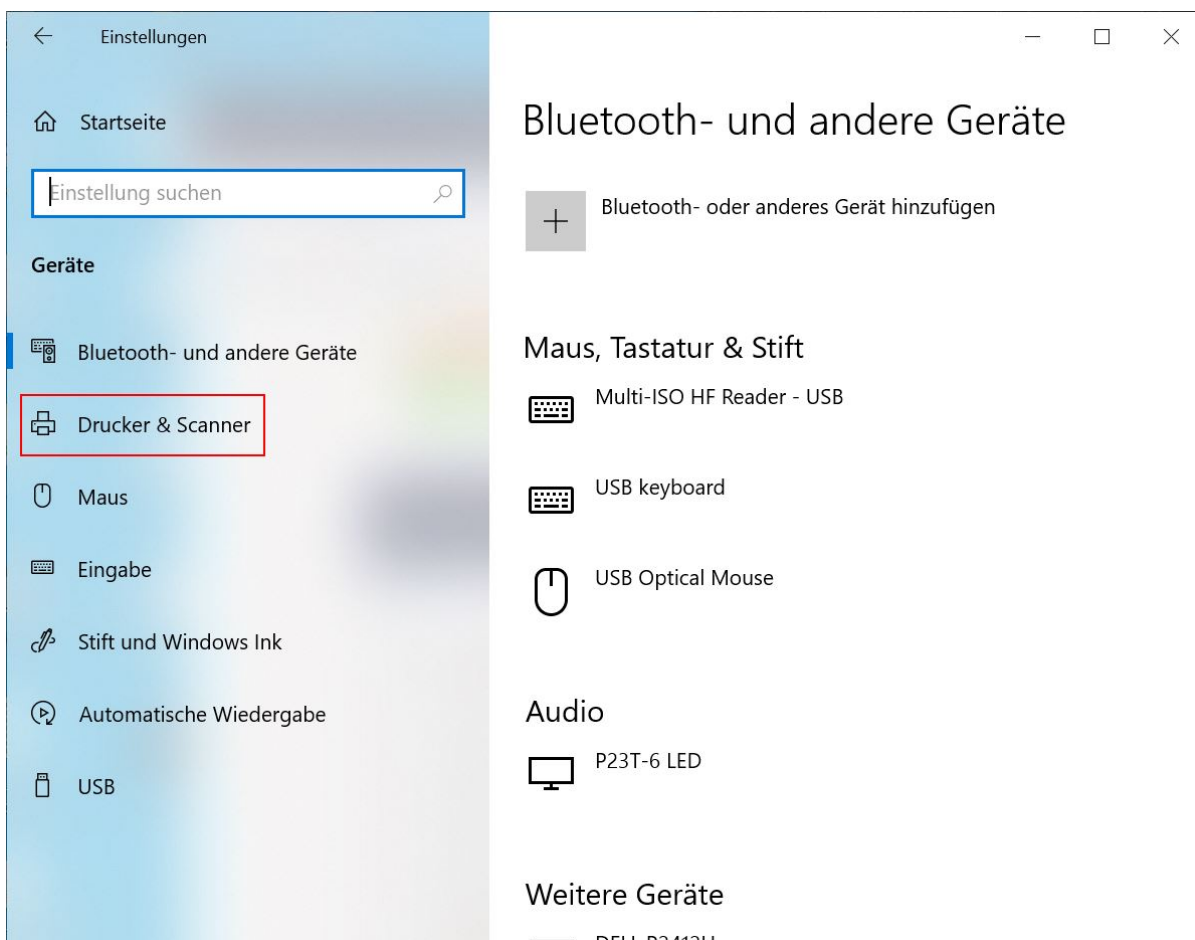 Einstellungen
Startseite
Einstellung suchen
Geräte
Bluetooth- und andere Geräte
Drucker & Scanner
Maus
Eingabe
Stift und Windows Ink
Automatische Wiedergabe
USB
Bluetooth- und andere Geräte
Bluetooth- oder anderes Gerät hinzufügen
Maus, Tastatur & Stift
Multi-ISO HF Reader - USB
USB keyboard
USB Optical Mouse
Audio
P23T-6 LED
Weitere Geräte